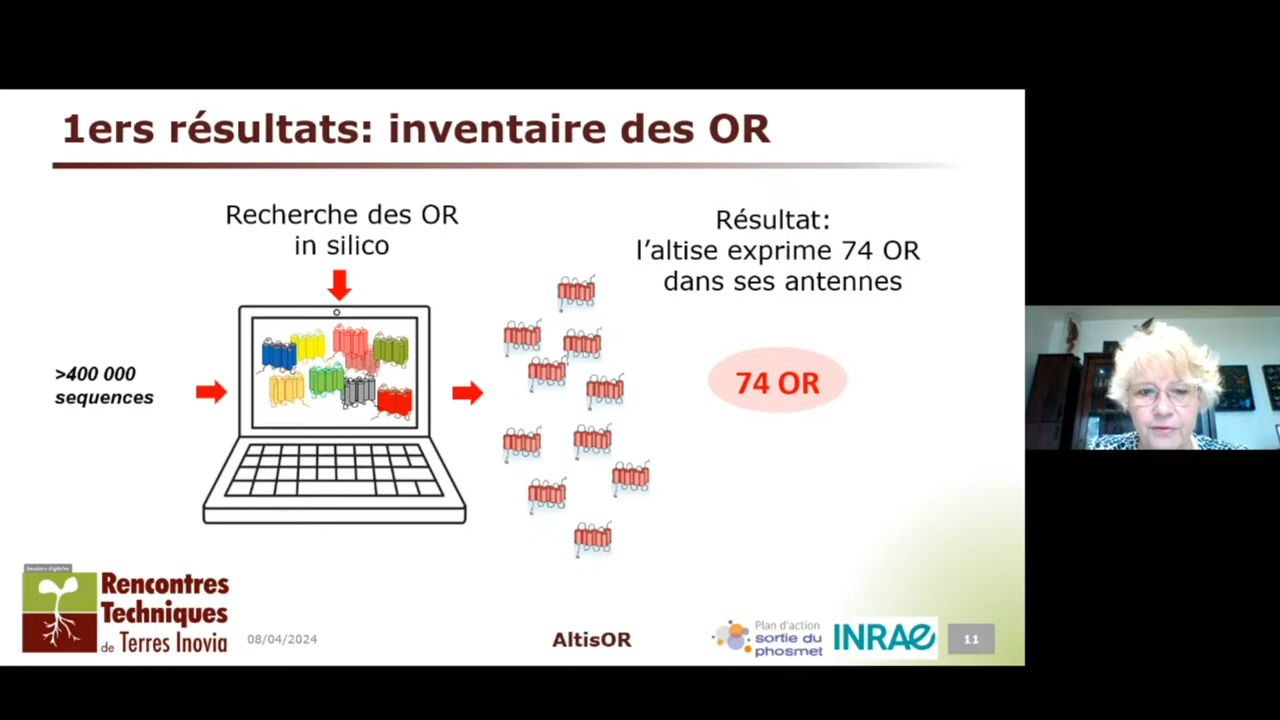 1ers résultats: inventaire des OR
Recherche des OR
in silico
Résultat:
l’altise exprime 74 OR
dans ses antennes
>400 000
sequences
74 OR
Rencontres
Techniques
de Terres Inovia
08/04/2024
AltisOR
Plan d'action
sortie du
phosmet
INRAE
11